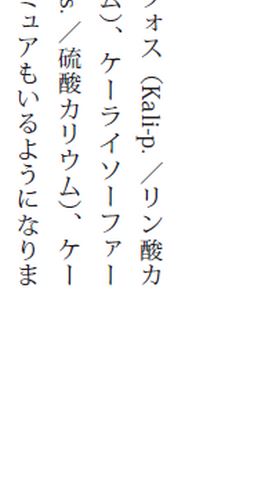 フォス（Kali-p. ／リン酸カ
ム）、ケーライソーファー
s. ／硫酸カリウム）、ケー
ュアもいるようになりま